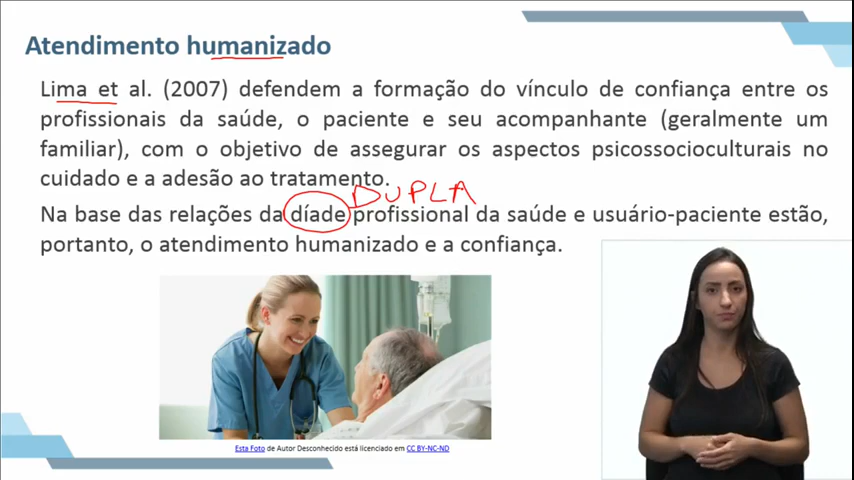 Atendimento humanizado
Lima et al. (2007) defendem a formação do vínculo de confiança entre os
profissionais da saúde, o paciente e seu acompanhante (geralmente um
familiar), com o objetivo de assegurar os aspectos psicossocioculturais no
cuidado e a adesão ao tratamento.
DUPLA
Na base das relações da díade profissional da saúde e usuário-paciente estão,
portanto, o atendimento humanizado e a confiança.
Esta Foto de Autor Desconhecido está licenciado em CC BY-NC-ND